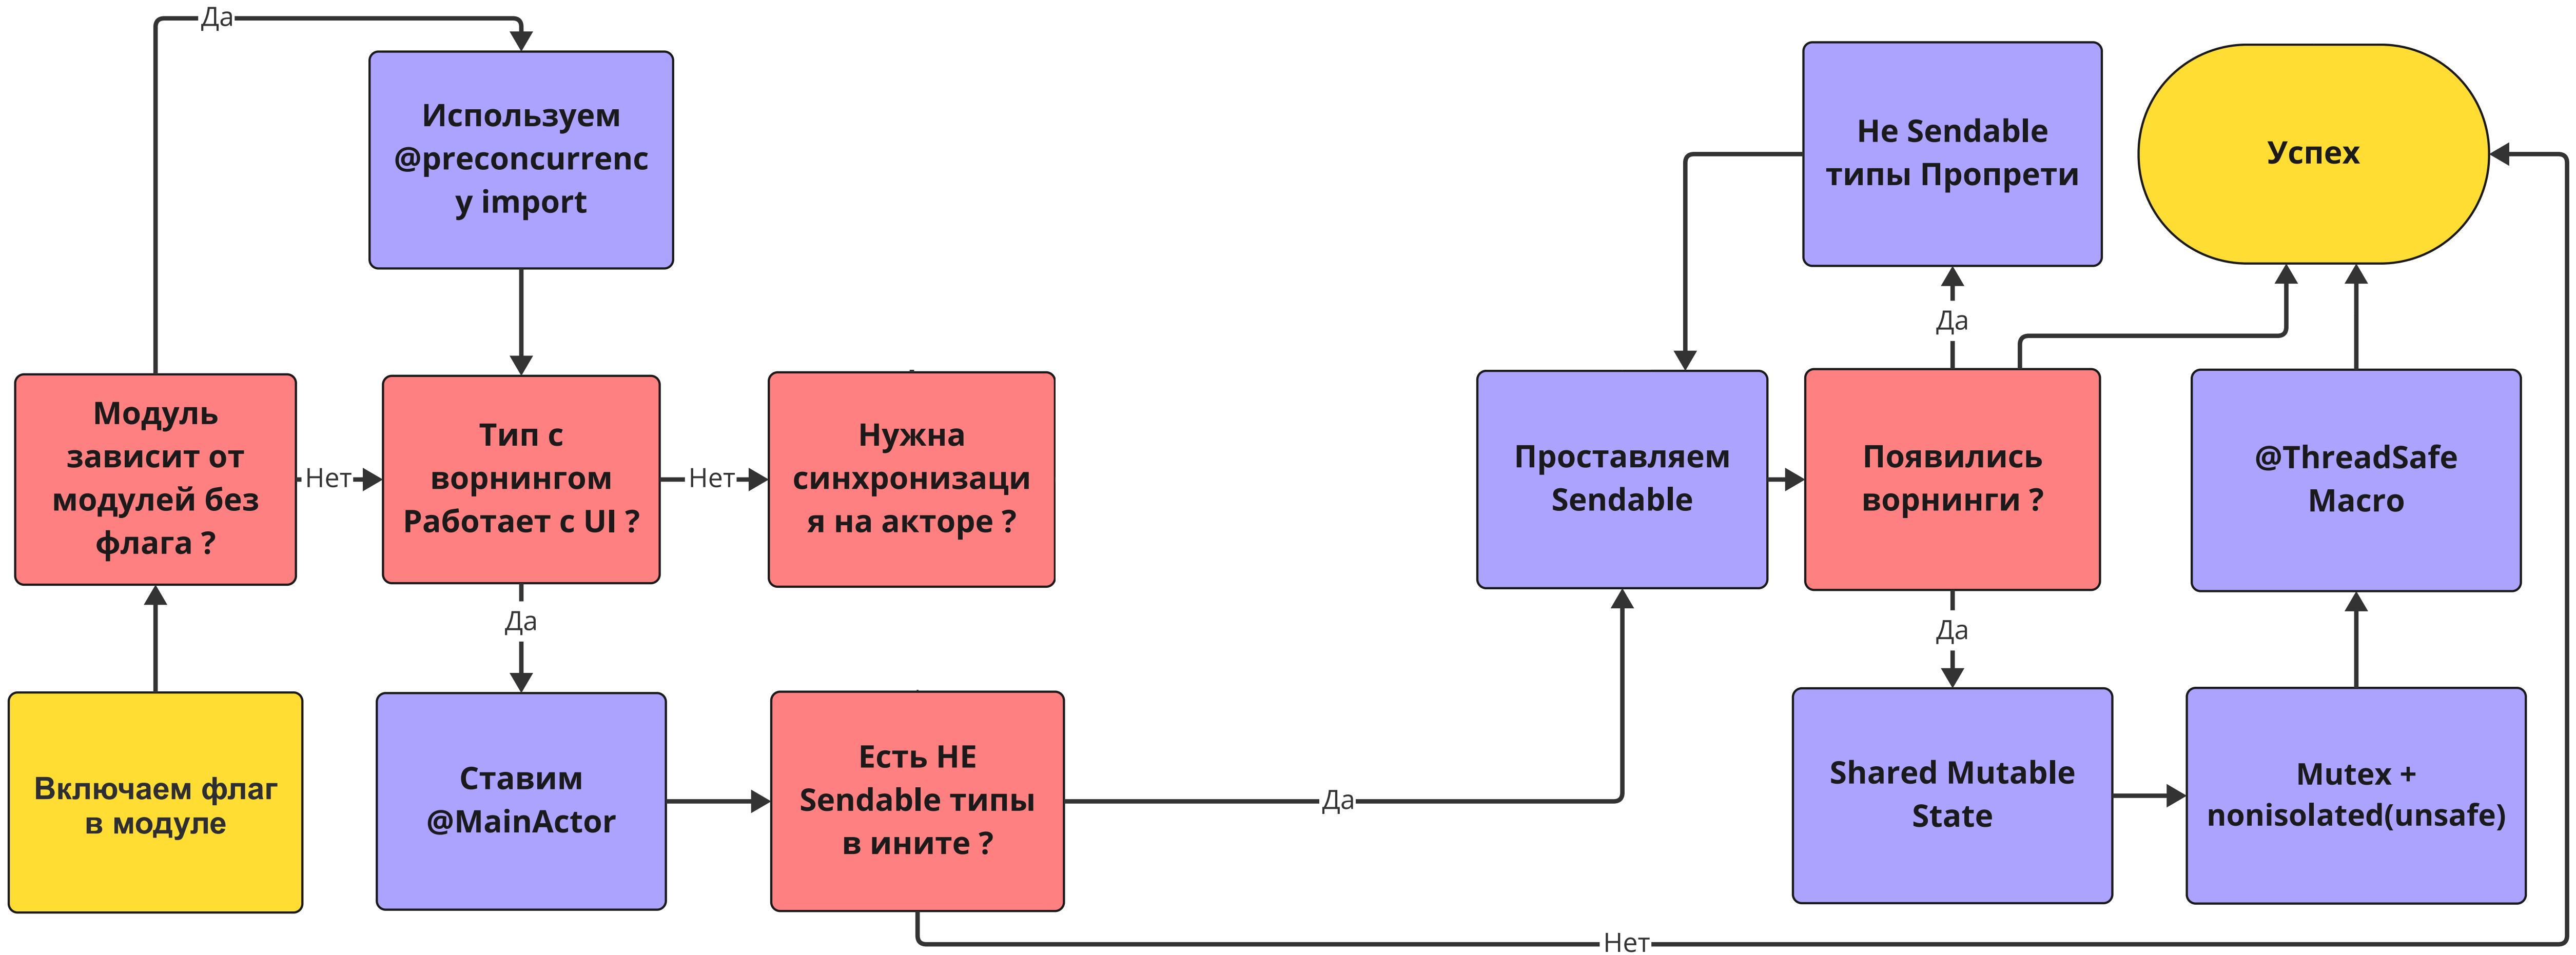 Да
Используем
@preconcurrenc
y import
Не Sendable
типы Пропрети
Успех
Да
Модуль
зависит от
модулей без
флага ?
Нет
Тип с
ворнингом
Работает с UI ?
Нет
Нужна
синхронизаци
я на акторе ?
Проставляем
Sendable
Появились
ворнинги ?
@ThreadSafe
Macro
Да
Да
Включаем флаг
в модуле
Ставим
@MainActor
Есть НЕ
Sendable типы
в ините ?
Да
Shared Mutable
State
Mutex +
nonisolated(unsafe)
Нет